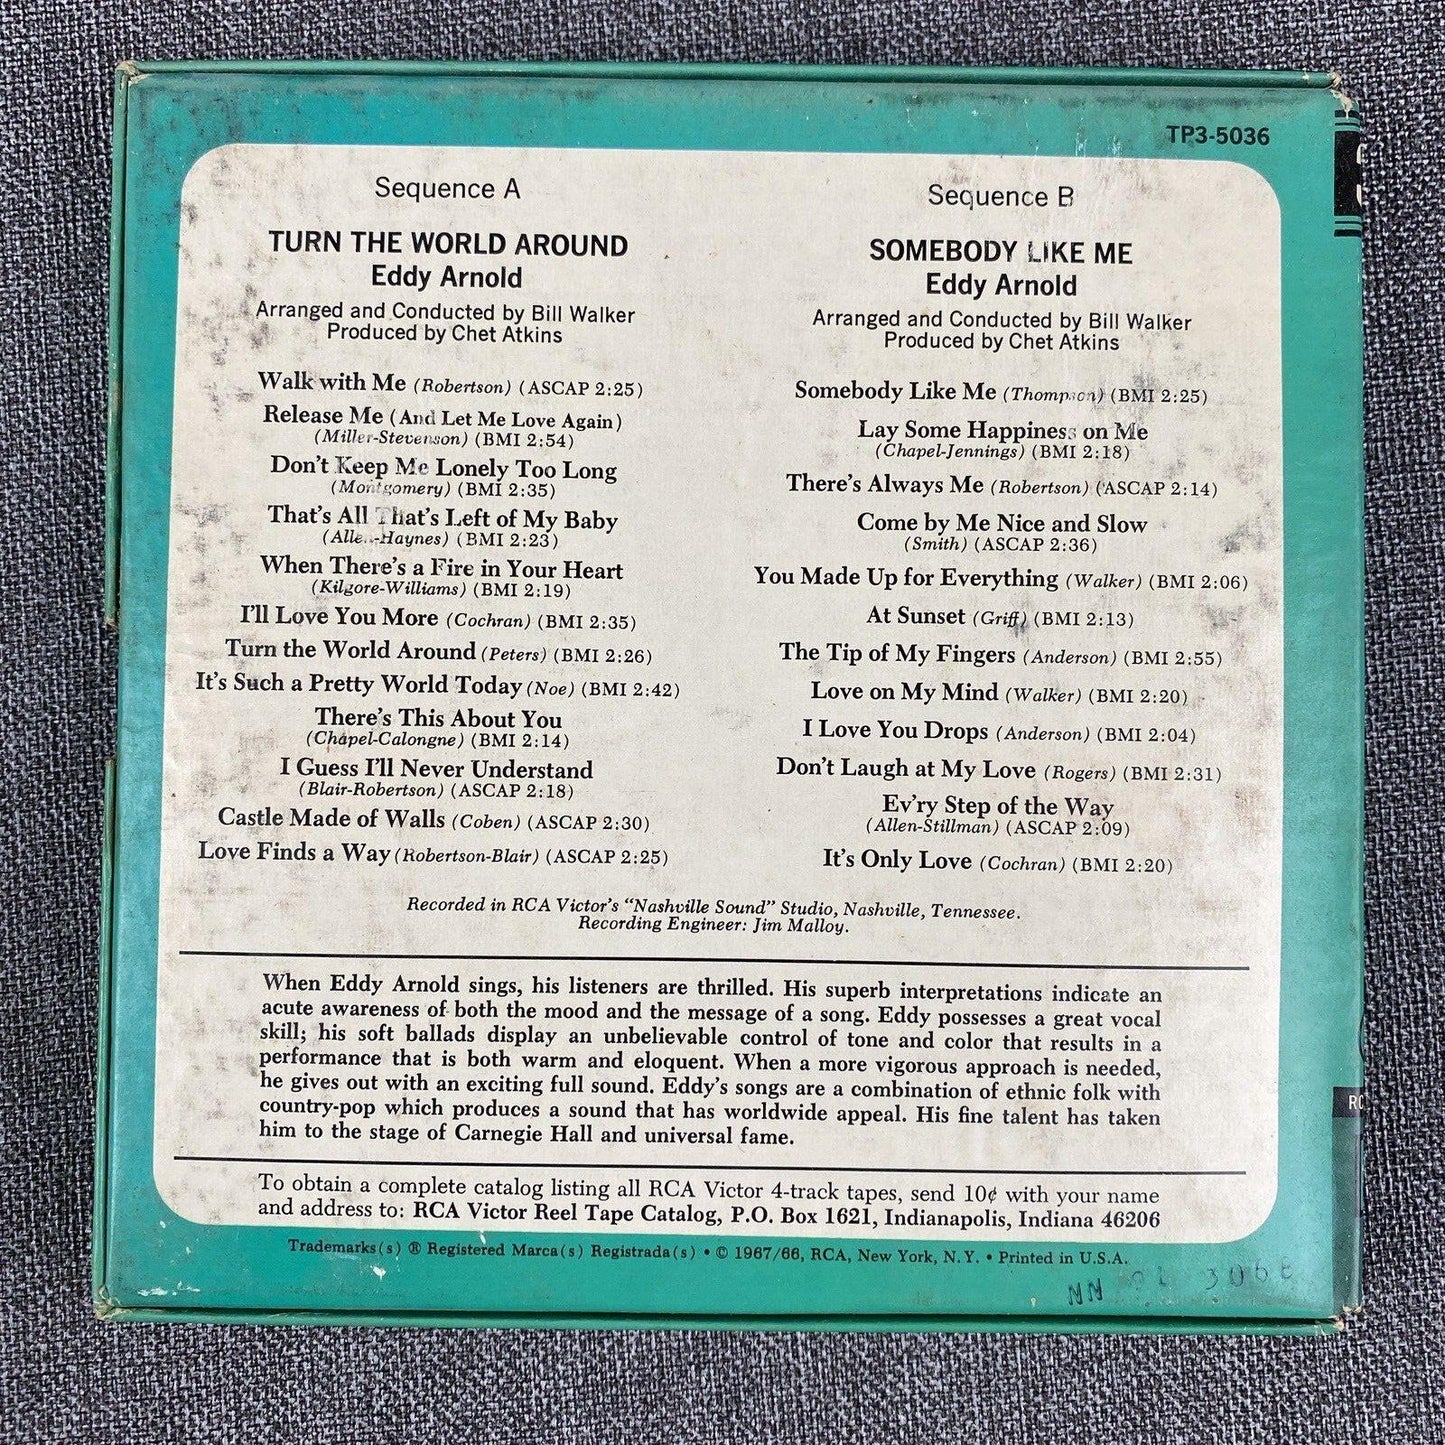 TP3-5036
Sequence A
TURN THE WORLD AROUND
Eddy Arnold
Arranged and Conducted by Bill Walker
Produced by Chet Atkins
Walk with Me (Robertson) (ASCAP 2:25)
Release Me (And Let Me Love Again)
(Miller-Stevenson) (BMI 2:54)
Don't Keep Me Lonely Too Long
(Montgomery) (BMI 2:35)
That's All That's Left of My Baby
(Allen-Haynes) (BMI 2:23)
When There's a Fire in Your Heart
(Kilgore-Williams) (BMI 2:19)
I'll Love You More (Cochran) (BMI 2:35)
Turn the World Around (Peters) (BMI 2:26)
It's Such a Pretty World Today (Noe) (BMI 2:42)
There's This About You
(Chapel-Calongne) (BMI 2:14)
I Guess I'll Never Understand
(Blair-Robertson) (ASCAP 2:18)
Castle Made of Walls (Coben) (ASCAP 2:30)
Love Finds a Way (Robertson-Blair) (ASCAP 2:25)
Sequence B
SOMEBODY LIKE ME
Eddy Arnold
Arranged and Conducted by Bill Walker
Produced by Chet Atkins
Somebody Like Me (Thompson) (BMI 2:25)
Lay Some Happiness on Me
(Chapel-Jennings) (BMI 2:18)
There's Always Me (Robertson) (ASCAP 2:14)
Come by Me Nice and Slow
(Smith) (ASCAP 2:36)
You Made Up for Everything (Walker) (BMI 2:06)
At Sunset (Griff) (BMI 2:13)
The Tip of My Fingers (Anderson) (BMI 2:55)
Love on My Mind (Walker) (BMI 2:20)
I Love You Drops (Anderson) (BMI 2:04)
Don't Laugh at My Love (Rogers) (BMI 2:31)
Ev'ry Step of the Way
(Allen-Stillman) (ASCAP 2:09)
It's Only Love (Cochran) (BMI 2:20)
Recorded in RCA Victor's "Nashville Sound" Studio, Nashville, Tennessee.
Recording Engineer: Jim Malloy.
When Eddy Arnold sings, his listeners are thrilled. His superb interpretations indicate an
acute awareness of both the mood and the message of a song. Eddy possesses a great vocal
skill; his soft ballads display an unbelievable control of tone and color that results in a
performance that is both warm and eloquent. When a more vigorous approach is needed,
he gives out with an exciting full sound. Eddy's songs are a combination of ethnic folk with
country-pop which produces a sound that has worldwide appeal. His fine talent has taken
him to the stage of Carnegie Hall and universal fame.
To obtain a complete catalog listing all RCA Victor 4-track tapes, send 10¢ with your name
and address to: RCA Victor Reel Tape Catalog, P.O. Box 1621, Indianapolis, Indiana 46206
Trademarks(s) ® Registered Marca(s) Registrada(s) • © 1967/66, RCA, New York, N.Y. • Printed in U.S.A.
NN